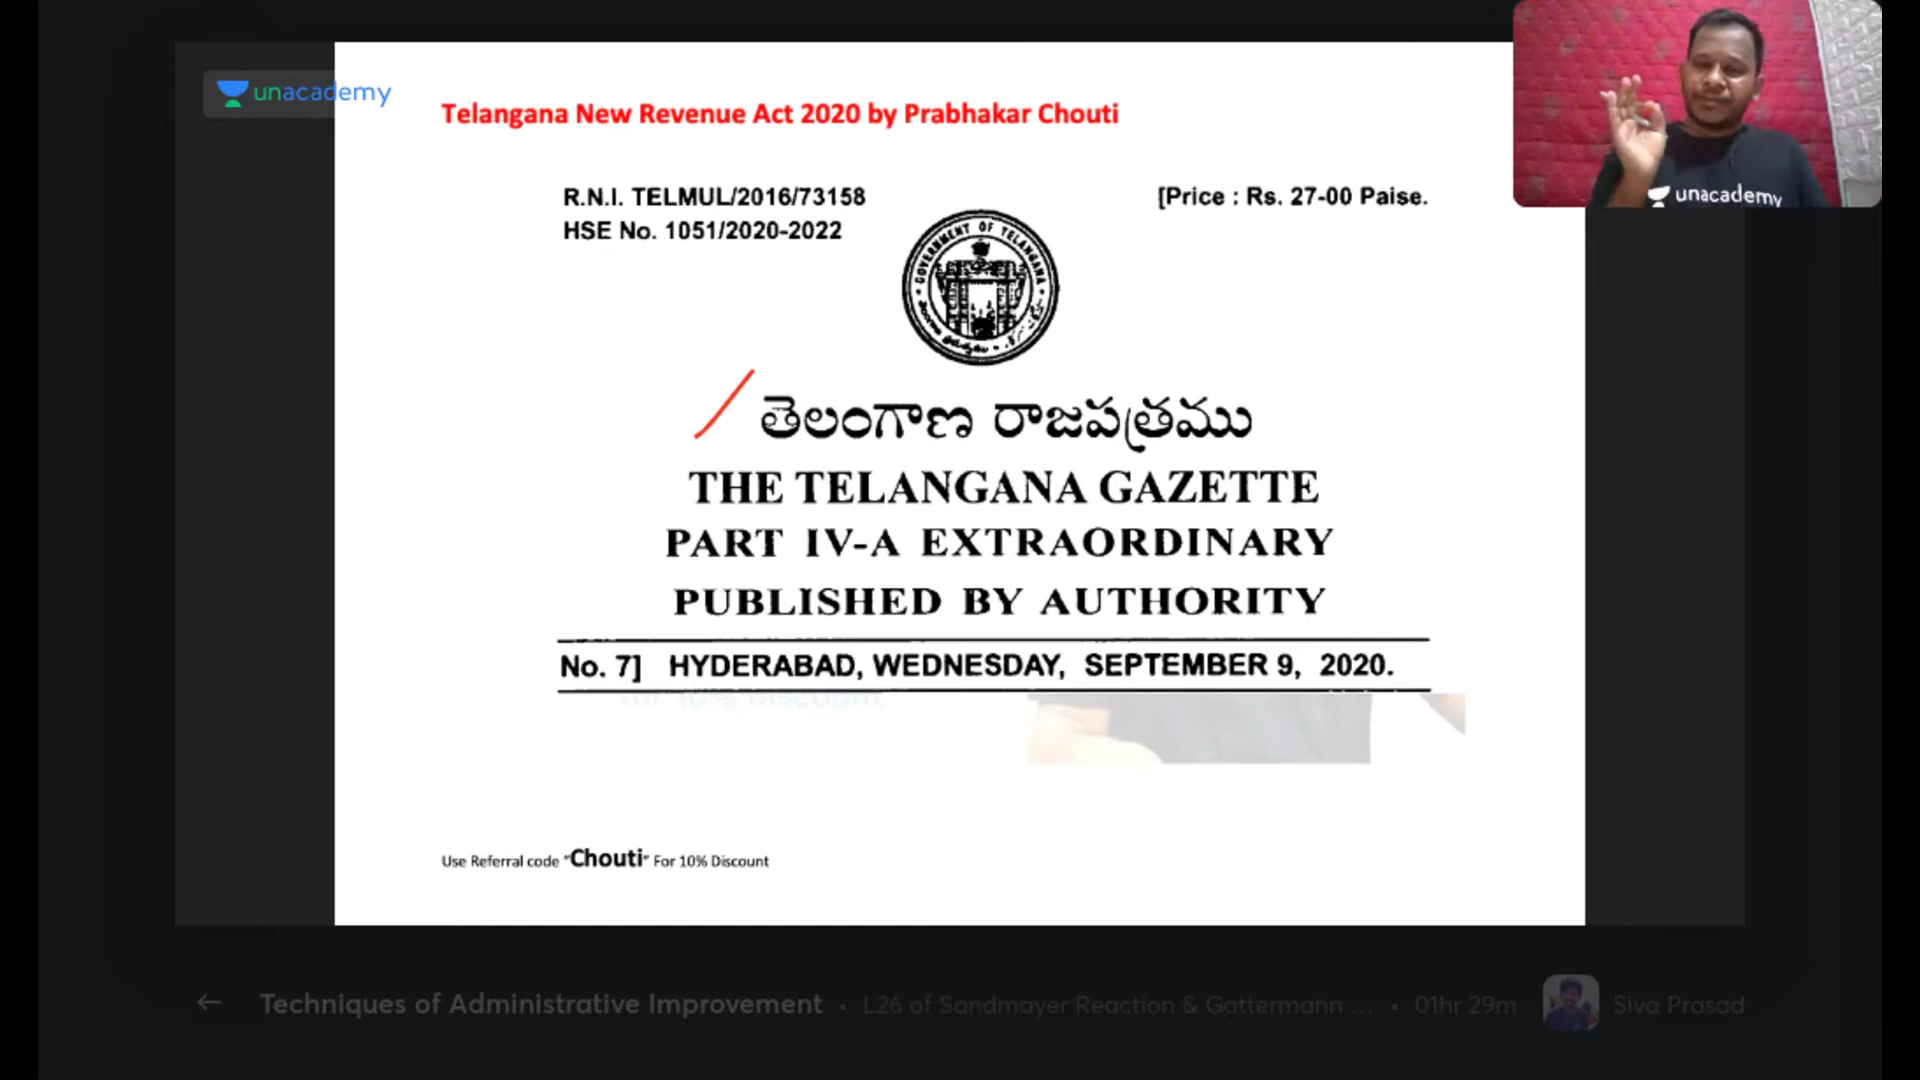 unacademy
Telangana New Revenue Act 2020 by Prabhakar Chouti
R.N.I. TELMUL/2016/73158
[Price : Rs. 27-00 Paise.
HSE No. 1051/2020-2022
GOVERNMENT OF TELANGANA
తెలంగాణ రాజపత్రము
THE TELANGANA GAZETTE
PART IV-A EXTRAORDINARY
PUBLISHED BY AUTHORITY
No. 7] HYDERABAD, WEDNESDAY, SEPTEMBER 9, 2020.
Use Referral code "Chouti" For 10% Discount
unacademy
← Techniques of Administrative Improvement • L26 of Sandmayer Reaction & Gattermann ... • 01hr 29m Siva Prasad